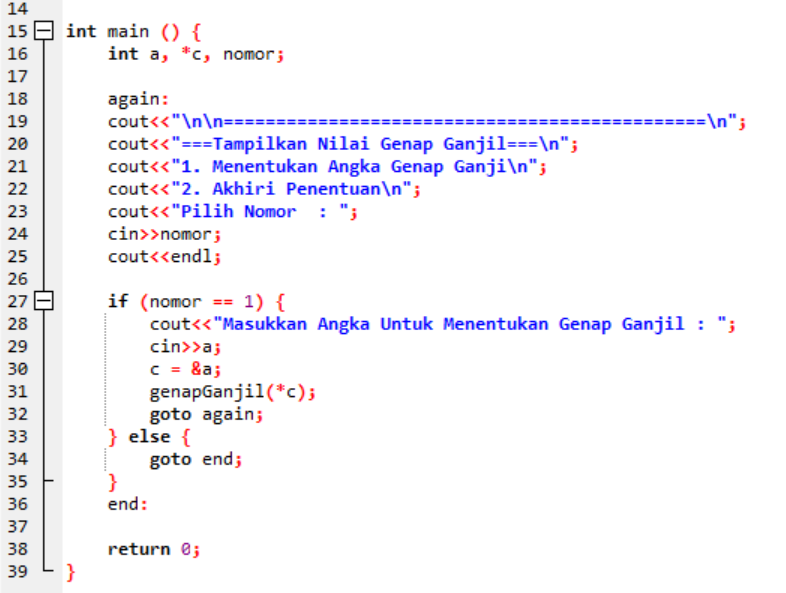 14
15 int main () {
16 int a, *c, nomor;
17
18 again:
19 cout<<"\n\n==============================================\n";
20 cout<<"===Tampilkan Nilai Genap Ganjil===\n";
21 cout<<"1. Menentukan Angka Genap Ganji\n";
22 cout<<"2. Akhiri Penentuan\n";
23 cout<<"Pilih Nomor  : ";
24 cin>>nomor;
25 cout<<endl;
26
27 if (nomor == 1) {
28 cout<<"Masukkan Angka Untuk Menentukan Genap Ganjil : ";
29 cin>>a;
30 c = &a;
31 genapGanjil(*c);
32 goto again;
33 } else {
34 goto end;
35 }
36 end:
37
38 return 0;
39 }